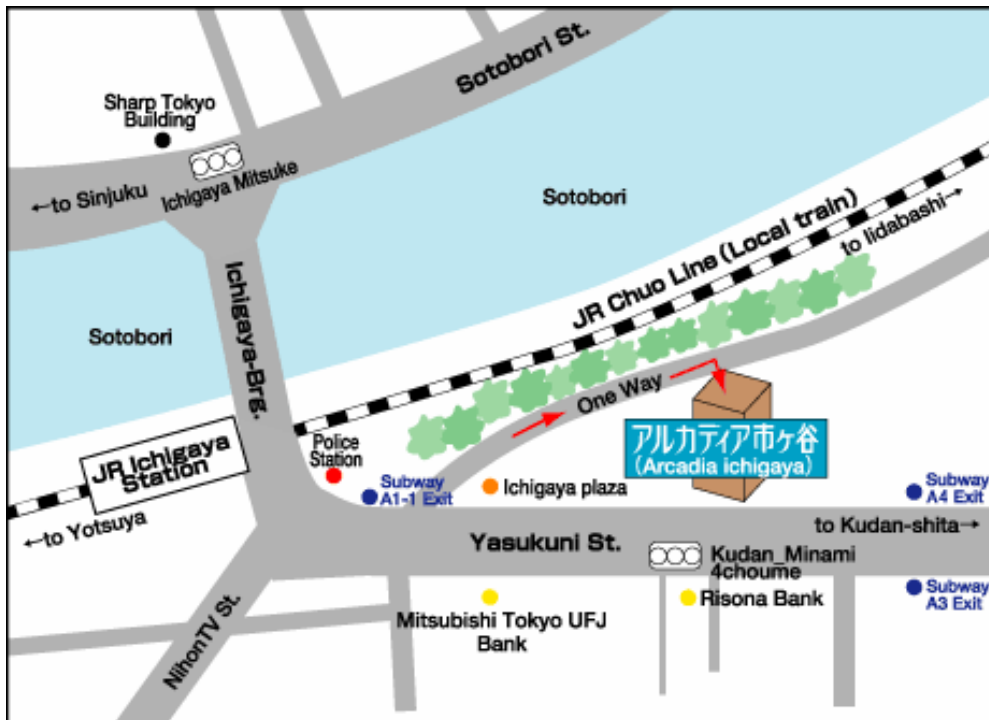 Sotobori St.
Sharp Tokyo
Building
Ichigaya Mitsuke
←to Sinjuku
Sotobori
JR Chuo Line (Local train)
to Iidabashi→
Ichigaya-Brg.
Sotobori
One Way
JR Ichigaya
Station
Police
Station
アルカディア市ヶ谷
(Arcadia ichigaya)
Subway
A1-1 Exit
Ichigaya plaza
Subway
A4 Exit
←to Yotsuya
to Kudan-shita→
Yasukuni St.
Kudan_Minami
4choume
NihonTV St.
Mitsubishi Tokyo UFJ
Bank
Risona Bank
Subway
A3 Exit